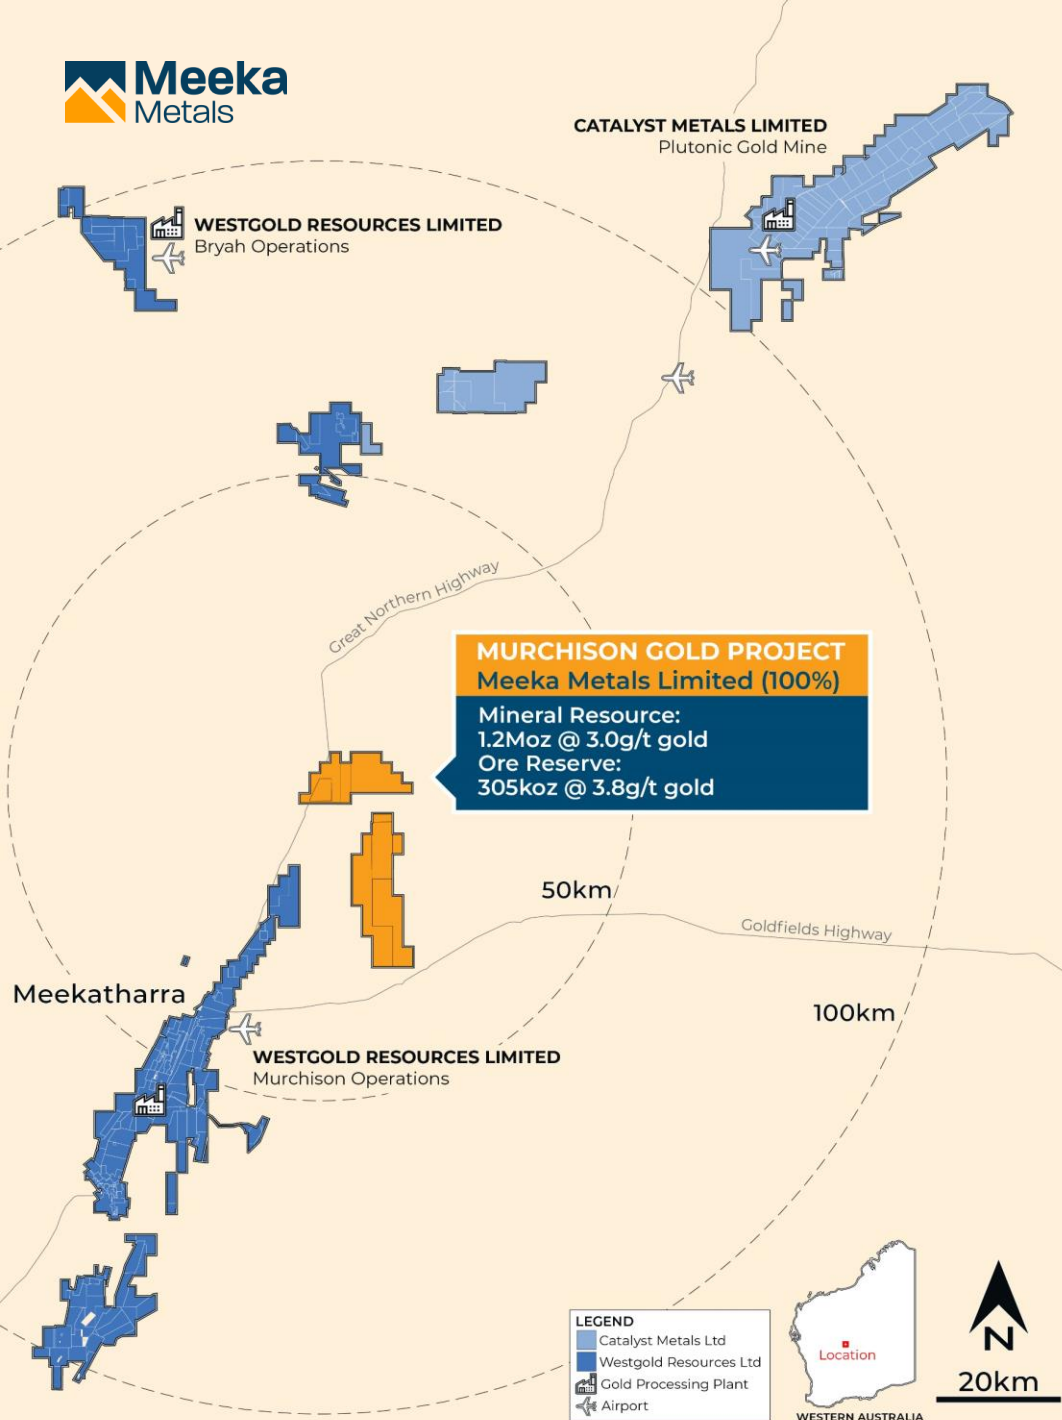 Meeka
Metals
CATALYST METALS LIMITED
Plutonic Gold Mine
WESTGOLD RESOURCES LIMITED
Bryah Operations
Great Northern Highway
MURCHISON GOLD PROJECT
Meeka Metals Limited (100%)
Mineral Resource:
1.2Moz @ 3.0g/t gold
Ore Reserve:
305koz @ 3.8g/t gold
50km
Goldfields Highway
Meekatharra
100km
WESTGOLD RESOURCES LIMITED
Murchison Operations
LEGEND
Catalyst Metals Ltd
Westgold Resources Ltd
Gold Processing Plant
Airport
Location
WESTERN AUSTRALIA
N
20km